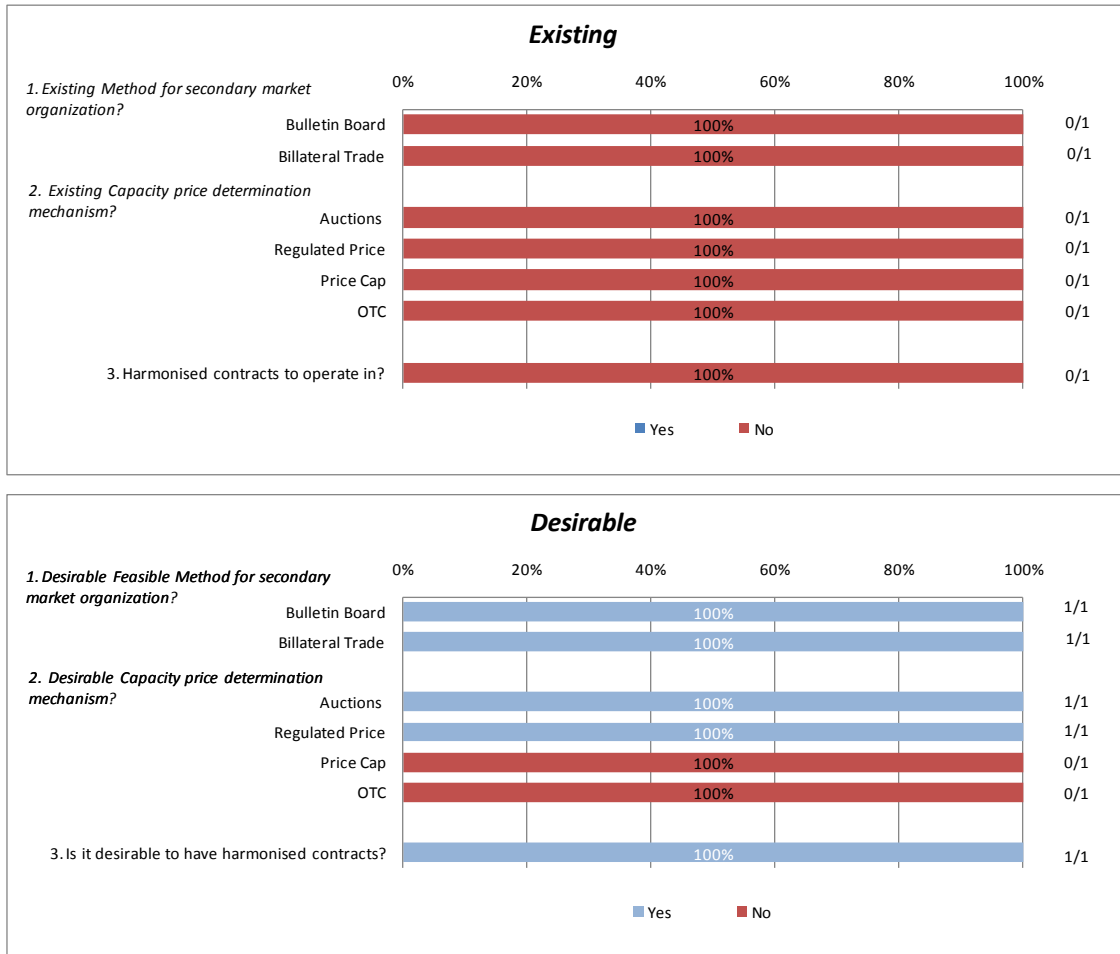 Existing
0% 20% 40% 60% 80% 100%
1. Existing Method for secondary market
organization?
Bulletin Board 100% 0/1
Billateral Trade 100% 0/1
2. Existing Capacity price determination
mechanism?
Auctions 100% 0/1
Regulated Price 100% 0/1
Price Cap 100% 0/1
OTC 100% 0/1
3. Harmonised contracts to operate in? 100% 0/1
Yes No
Desirable
0% 20% 40% 60% 80% 100%
1. Desirable Feasible Method for secondary
market organization?
Bulletin Board 100% 1/1
Billateral Trade 100% 1/1
2. Desirable Capacity price determination
mechanism?
Auctions 100% 1/1
Regulated Price 100% 1/1
Price Cap 100% 0/1
OTC 100% 0/1
3. Is it desirable to have harmonised contracts? 100% 1/1
Yes No